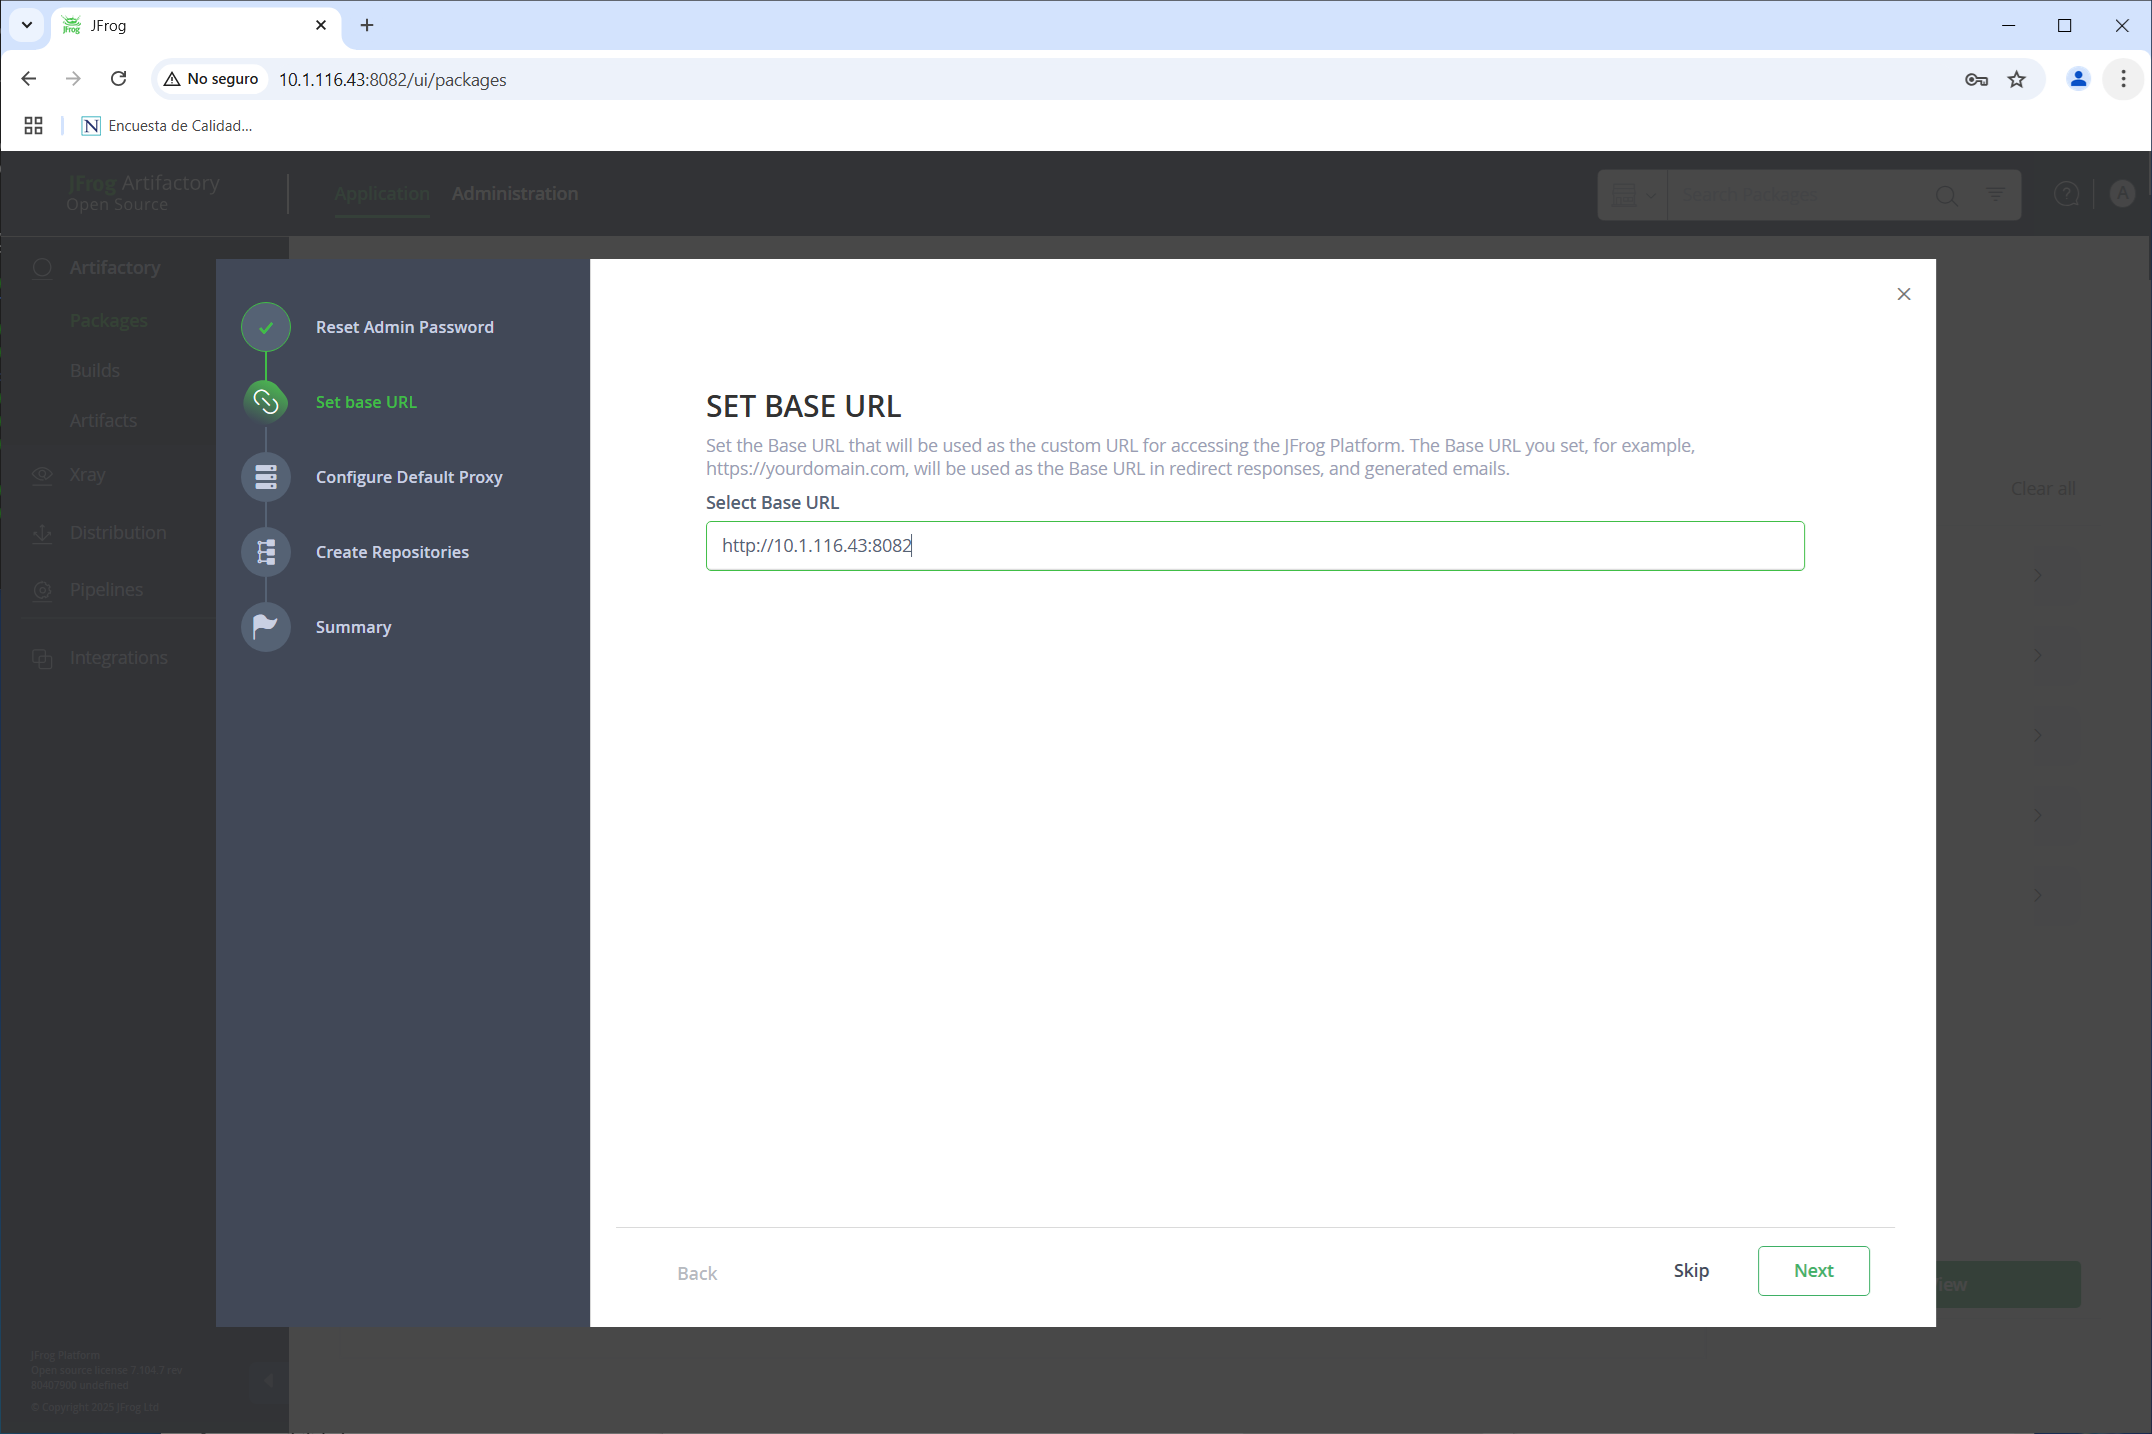 JFrog
No seguro
10.1.116.43:8082/ui/packages
Encuesta de Calidad...
JFrog Artifactory
Open Source
Application
Administration
Search Packages
A
Artifactory
Packages
Builds
Artifacts
Xray
Distribution
Pipelines
Integrations
Reset Admin Password
Set base URL
Configure Default Proxy
Create Repositories
Summary
SET BASE URL
Set the Base URL that will be used as the custom URL for accessing the JFrog Platform. The Base URL you set, for example,
https://yourdomain.com, will be used as the Base URL in redirect responses, and generated emails.
Select Base URL
http://10.1.116.43:8082
Clear all
Back
Skip
Next
iew
JFrog Platform
Open source license 7.104.7 rev
80407900 undefined
© Copyright 2025 JFrog Ltd